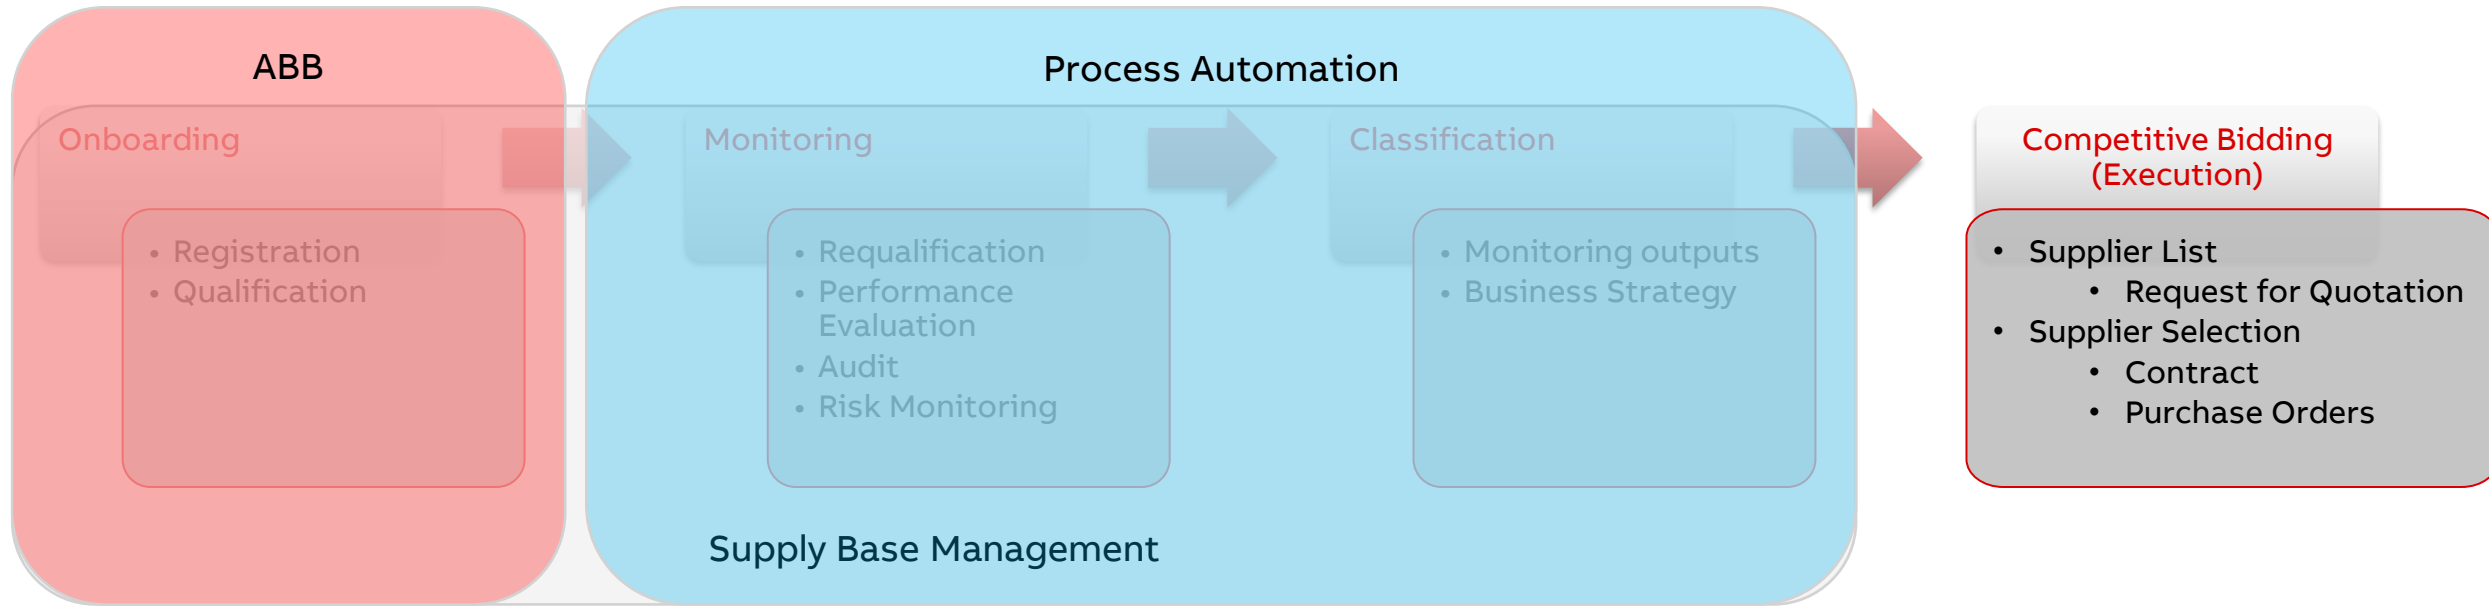 ABB
Process Automation
Onboarding
• Registration
• Qualification
Monitoring
• Requalification
• Performance
Evaluation
• Audit
• Risk Monitoring
Classification
• Monitoring outputs
• Business Strategy
Competitive Bidding
(Execution)
• Supplier List
• Request for Quotation
• Supplier Selection
• Contract
• Purchase Orders
Supply Base Management